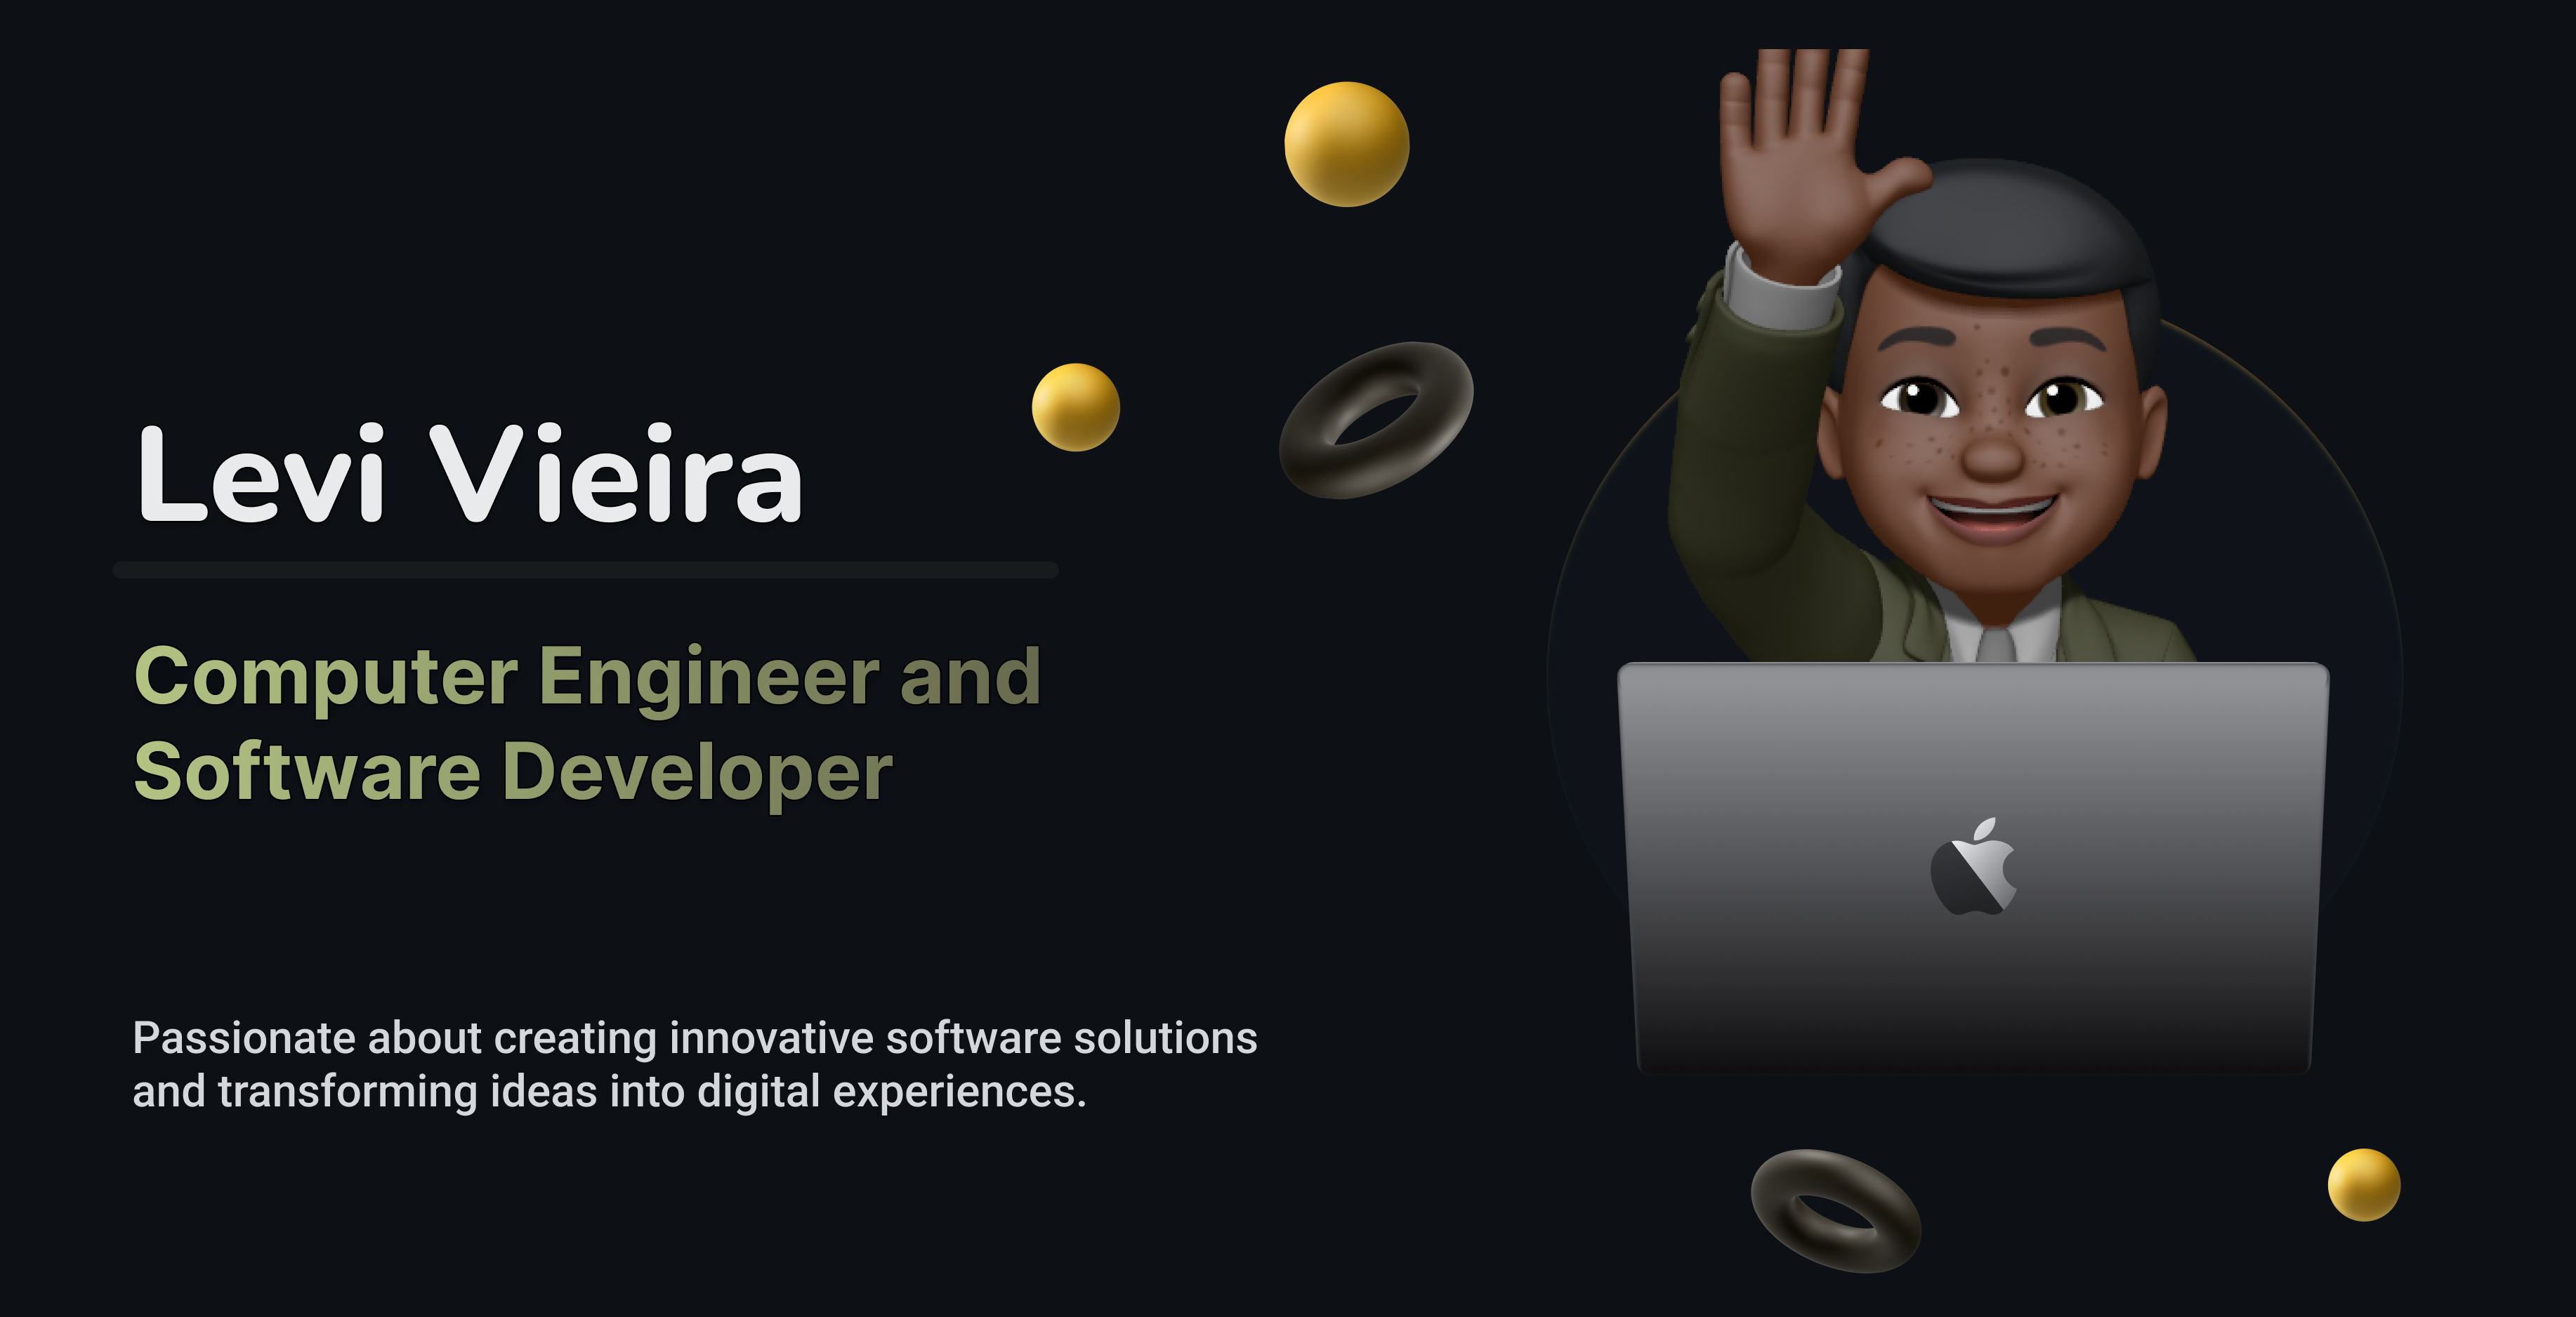 Levi Vieira
Computer Engineer and
Software Developer
Passionate about creating innovative software solutions
and transforming ideas into digital experiences.